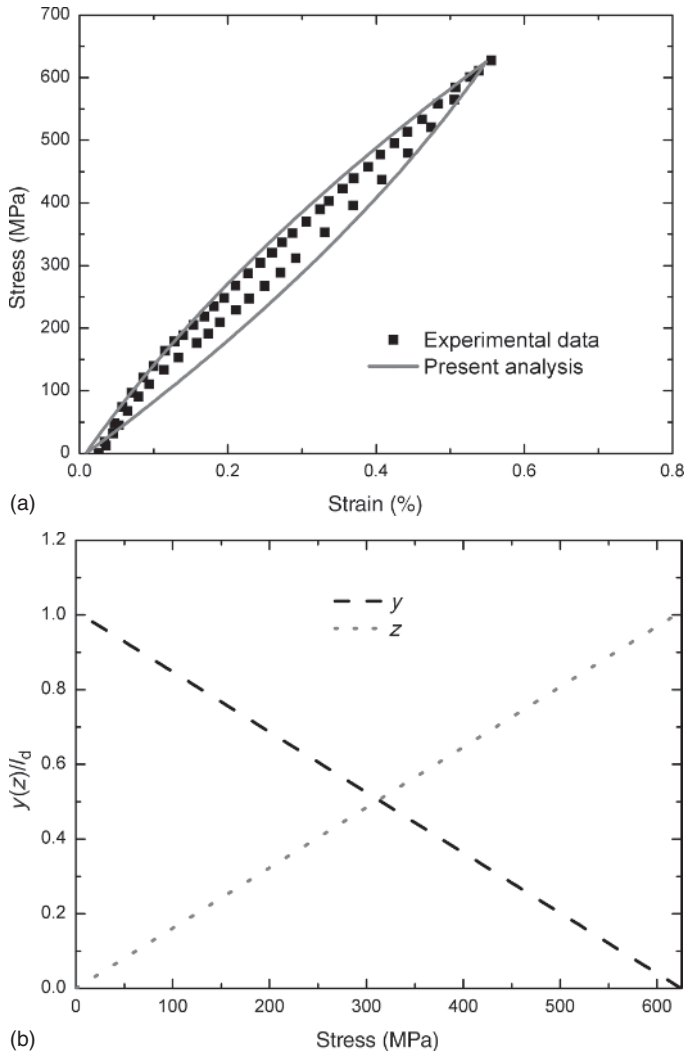 700
600
500
400
300
200
100
0
Stress (MPa)
Experimental data
Present analysis
0.0 0.2 0.4 0.6 0.8
Strain (%)
(a)
1.2
1.0
0.8
0.6
0.4
0.2
0.0
y(z)/l_d
y
z
0 100 200 300 400 500 600
Stress (MPa)
(b)